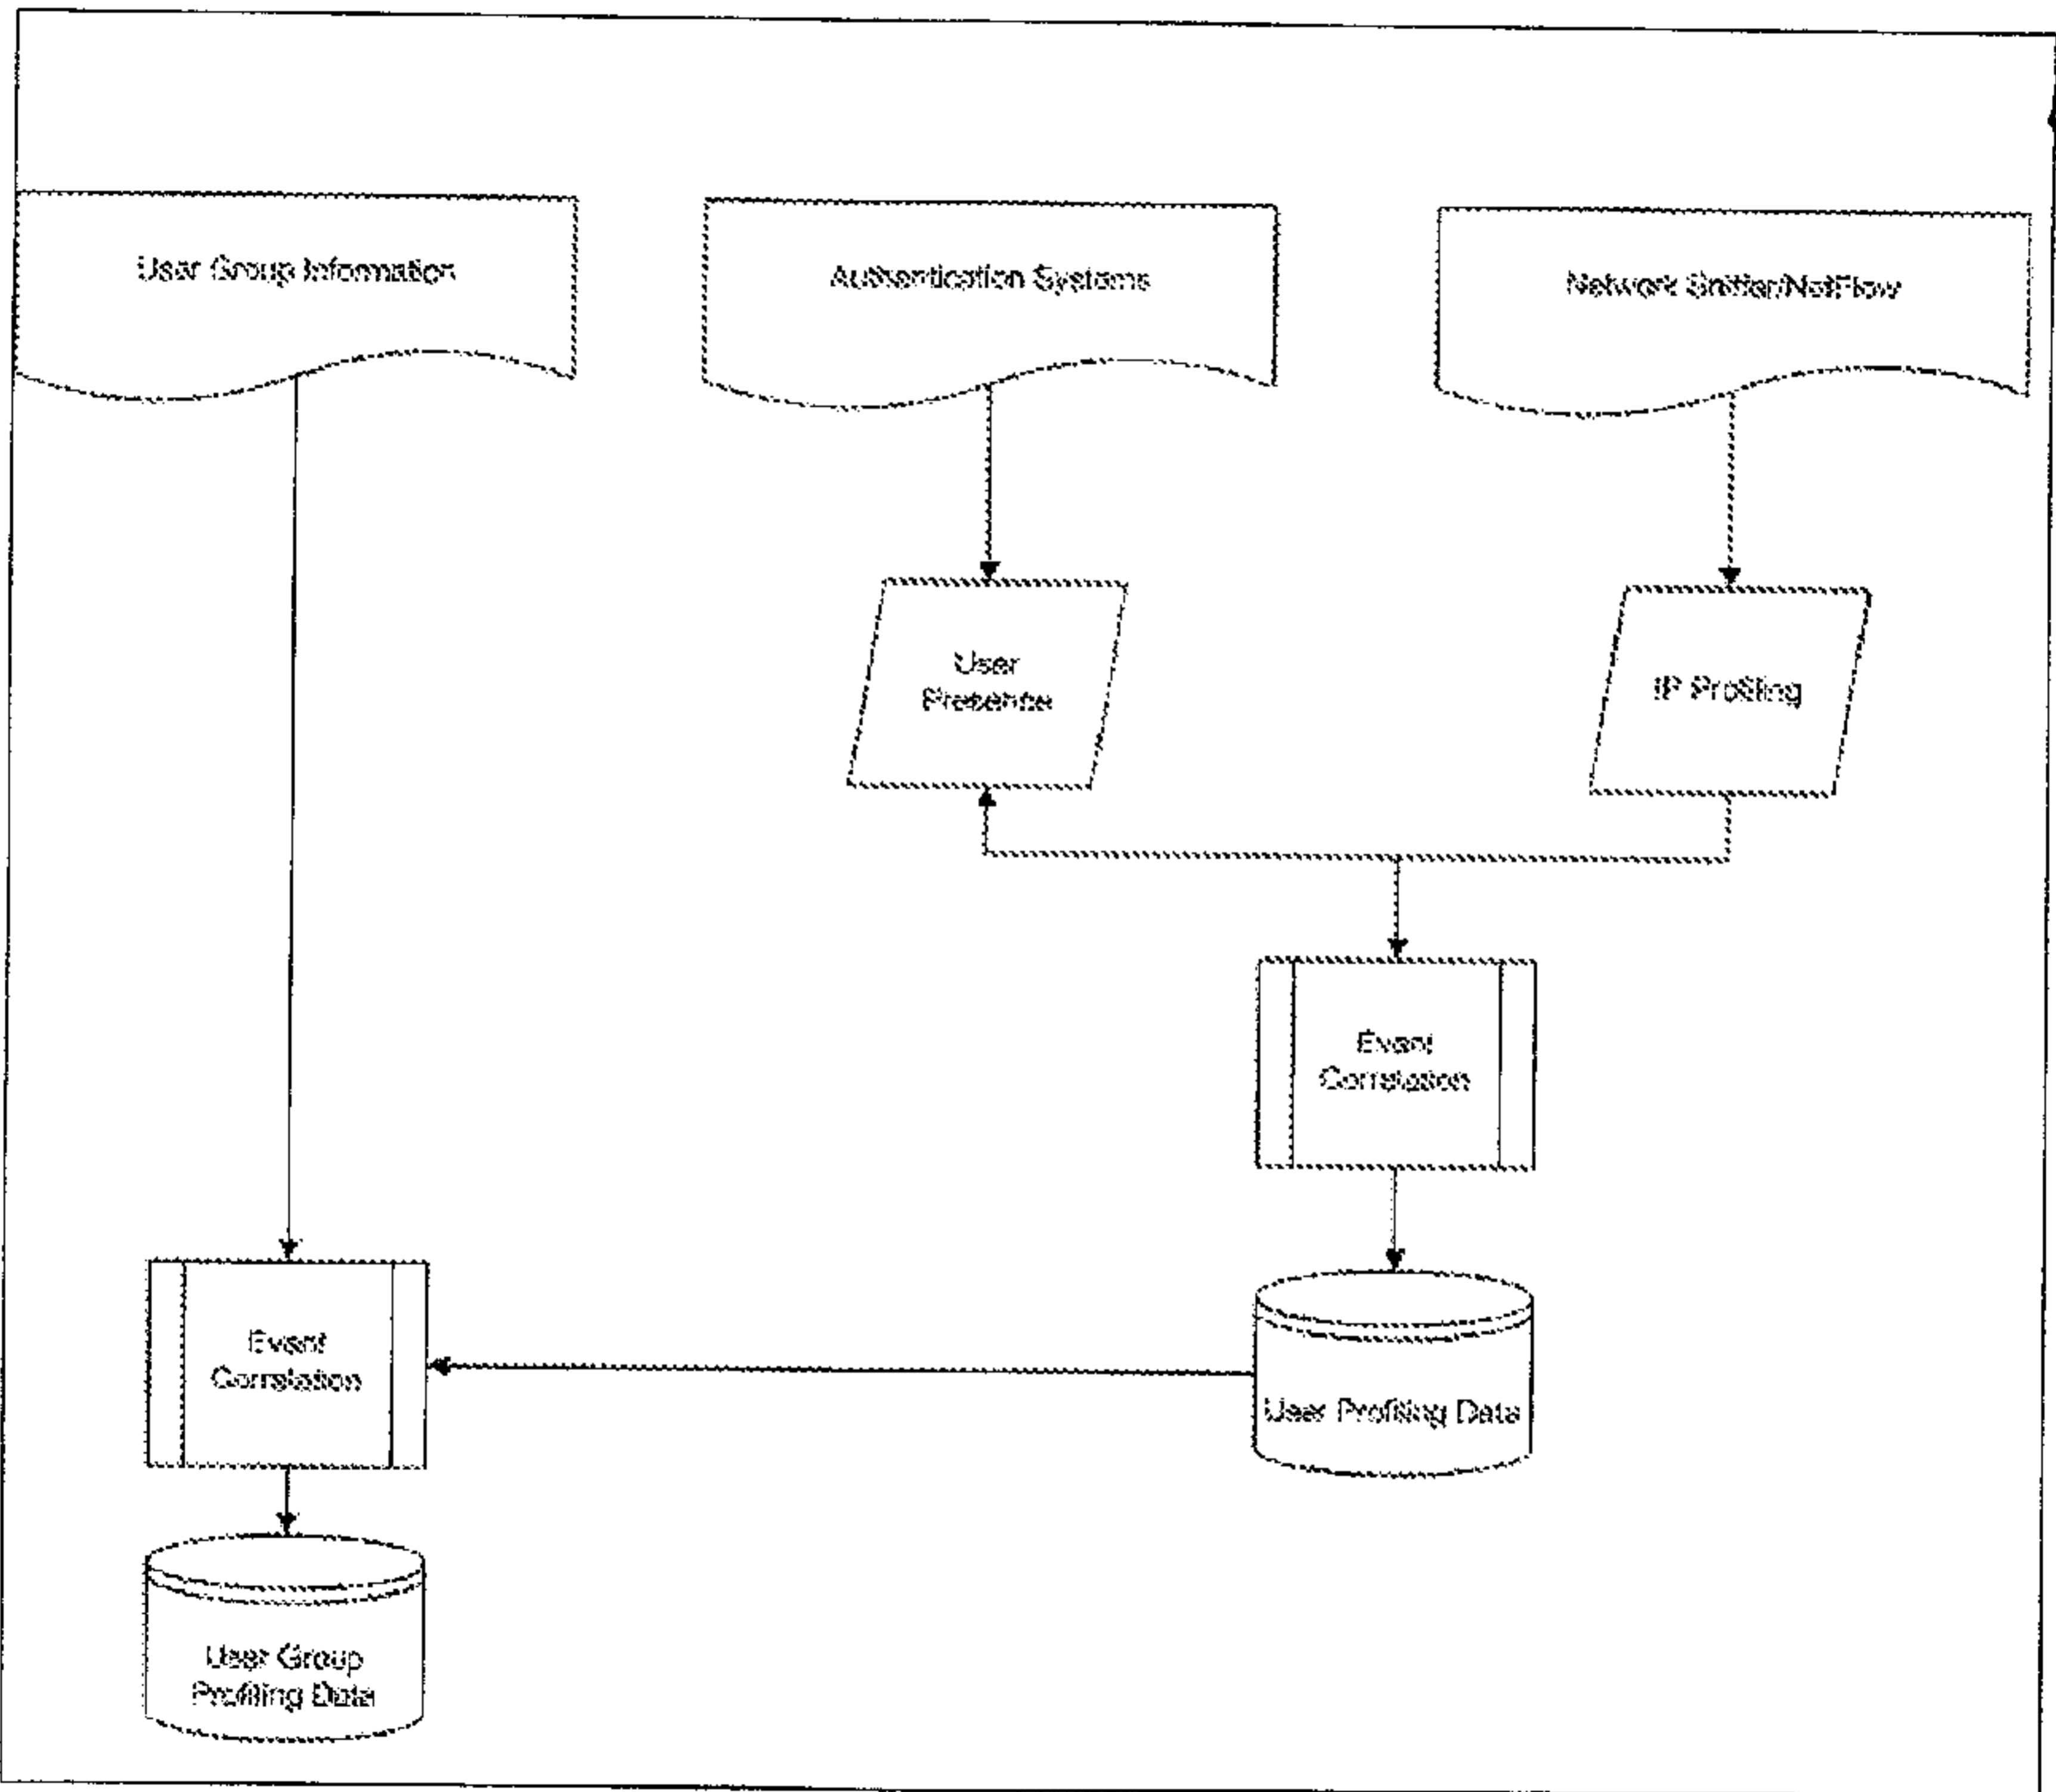 User Group Information
Authentication Systems
Network Sniffer/NetFlow
User
Presence
IP Profiling
Event
Correlation
Event
Correlation
User Profiling Data
User Group
Profiling Data